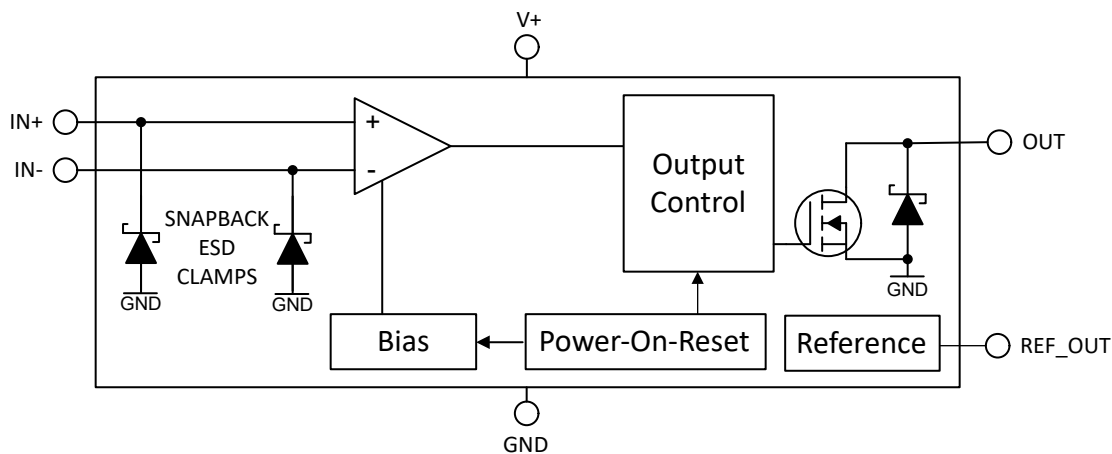 V+
IN+
IN-
+
-
Output
Control
OUT
SNAPBACK
ESD
CLAMPS
GND
GND
GND
Bias
Power-On-Reset
Reference
REF_OUT
GND